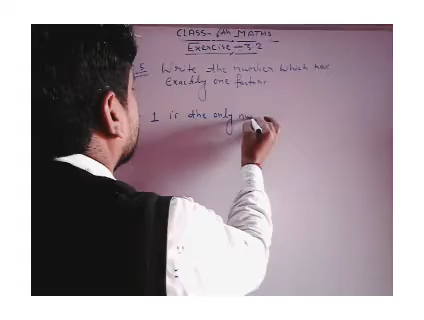 CLASS-6th MATHS
Exercise-3.2
5 Write the number which has
Exactly one factor
1 is the only